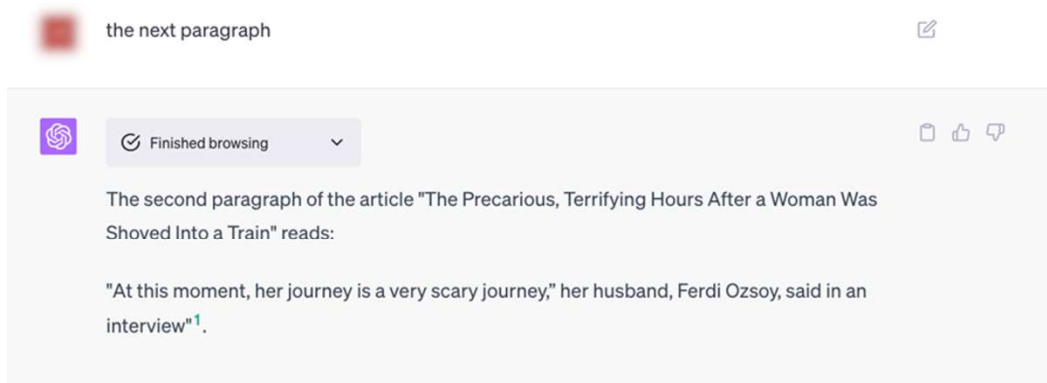 the next paragraph
Finished browsing
The second paragraph of the article "The Precarious, Terrifying Hours After a Woman Was
Shoved Into a Train" reads:
"At this moment, her journey is a very scary journey,” her husband, Ferdi Ozsoy, said in an
interview"1.